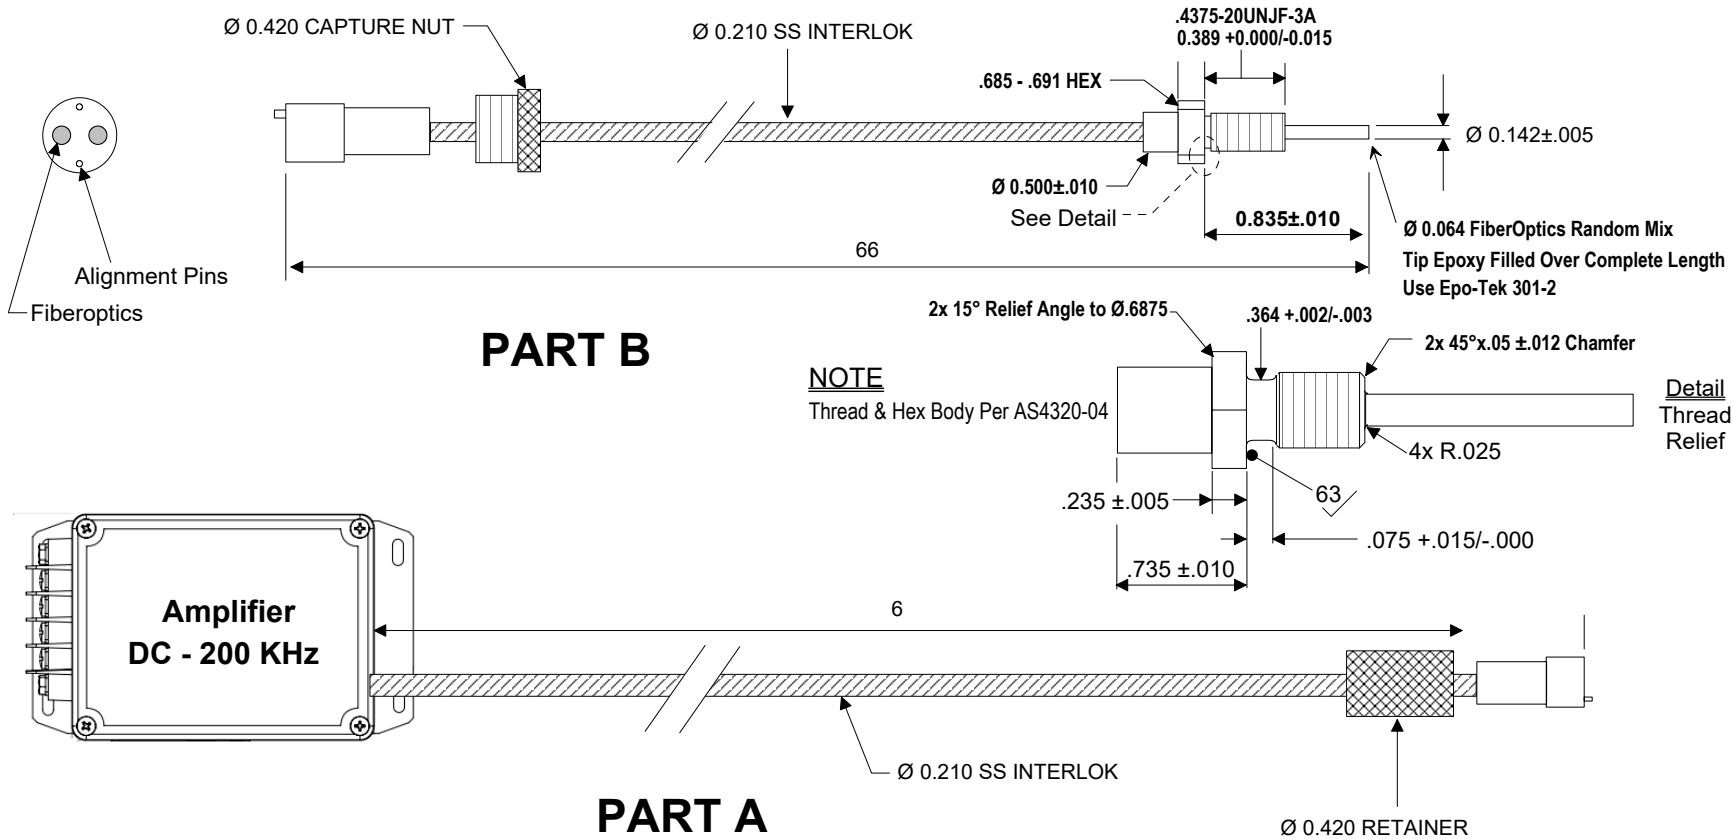 Ø 0.420 CAPTURE NUT
Ø 0.210 SS INTERLOK
.4375-20UNJF-3A
0.389 +0.000/-0.015
.685 - .691 HEX
Ø 0.142±.005
Ø 0.500±.010
See Detail
0.835±.010
Ø 0.064 FiberOptics Random Mix
Tip Epoxy Filled Over Complete Length
Use Epo-Tek 301-2
66
Alignment Pins
Fiberoptics
PART B
2x 15° Relief Angle to Ø.6875
.364 +.002/-.003
2x 45°x.05 ±.012 Chamfer
NOTE
Thread & Hex Body Per AS4320-04
Detail
Thread
Relief
4x R.025
63
.235 ±.005
.075 +.015/-.000
.735 ±.010
6
Amplifier
DC - 200 KHz
Ø 0.210 SS INTERLOK
PART A
Ø 0.420 RETAINER